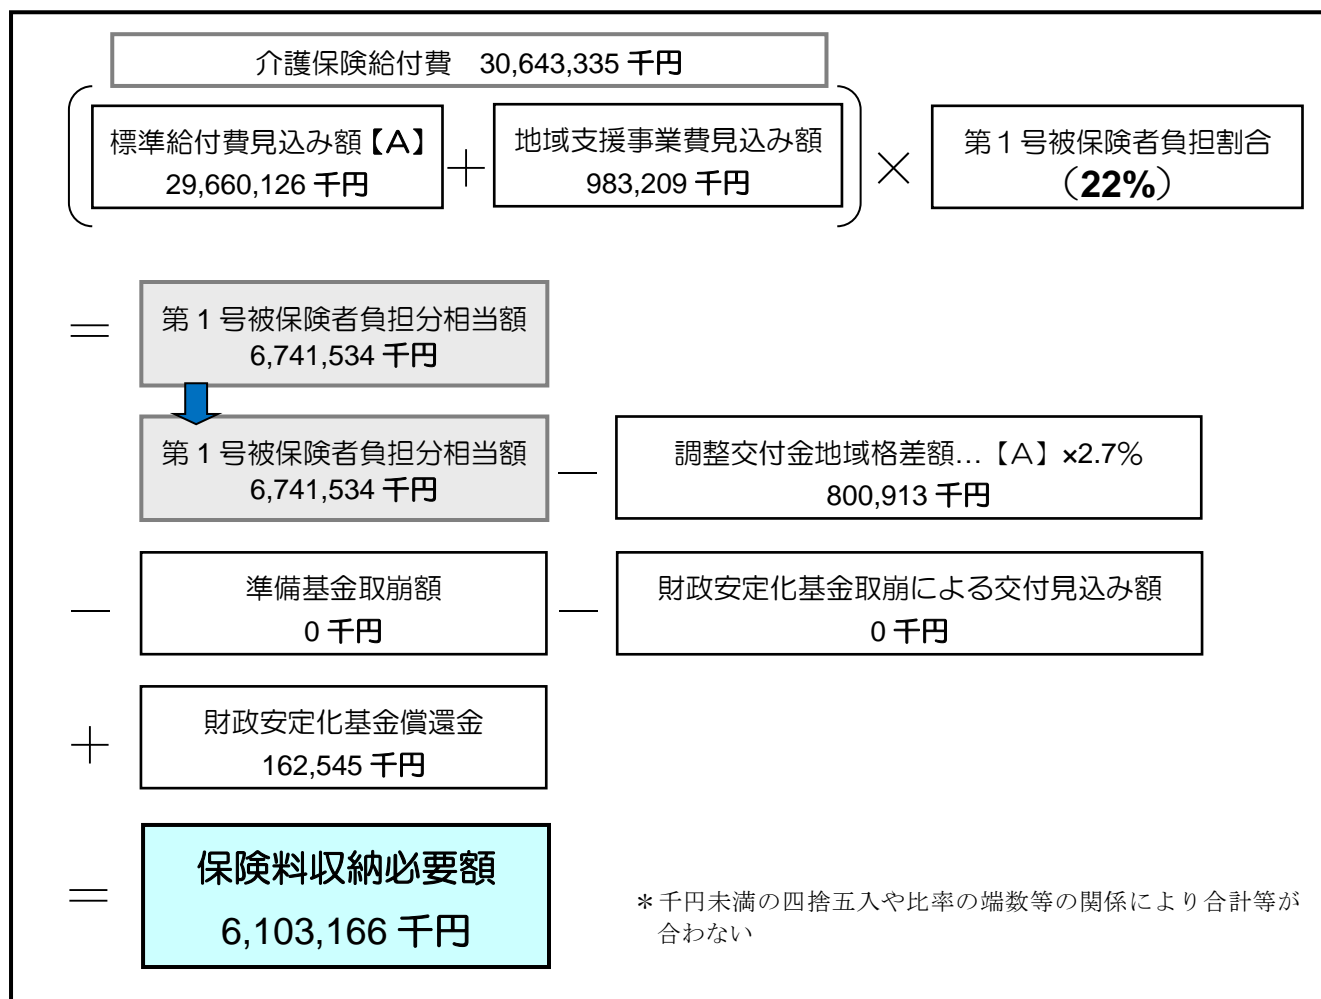 介護保険給付費　30,643,335 千円
標準給付費見込み額【A】
29,660,126 千円
＋
地域支援事業費見込み額
983,209 千円
×
第１号被保険者負担割合
（22%）
＝
第１号被保険者負担分相当額
6,741,534 千円
第１号被保険者負担分相当額
6,741,534 千円
－
調整交付金地域格差額…【A】×2.7%
800,913 千円
－
準備基金取崩額
0 千円
－
財政安定化基金取崩による交付見込み額
0 千円
＋
財政安定化基金償還金
162,545 千円
＝
保険料収納必要額
6,103,166 千円
＊千円未満の四捨五入や比率の端数等の関係により合計等が
合わない